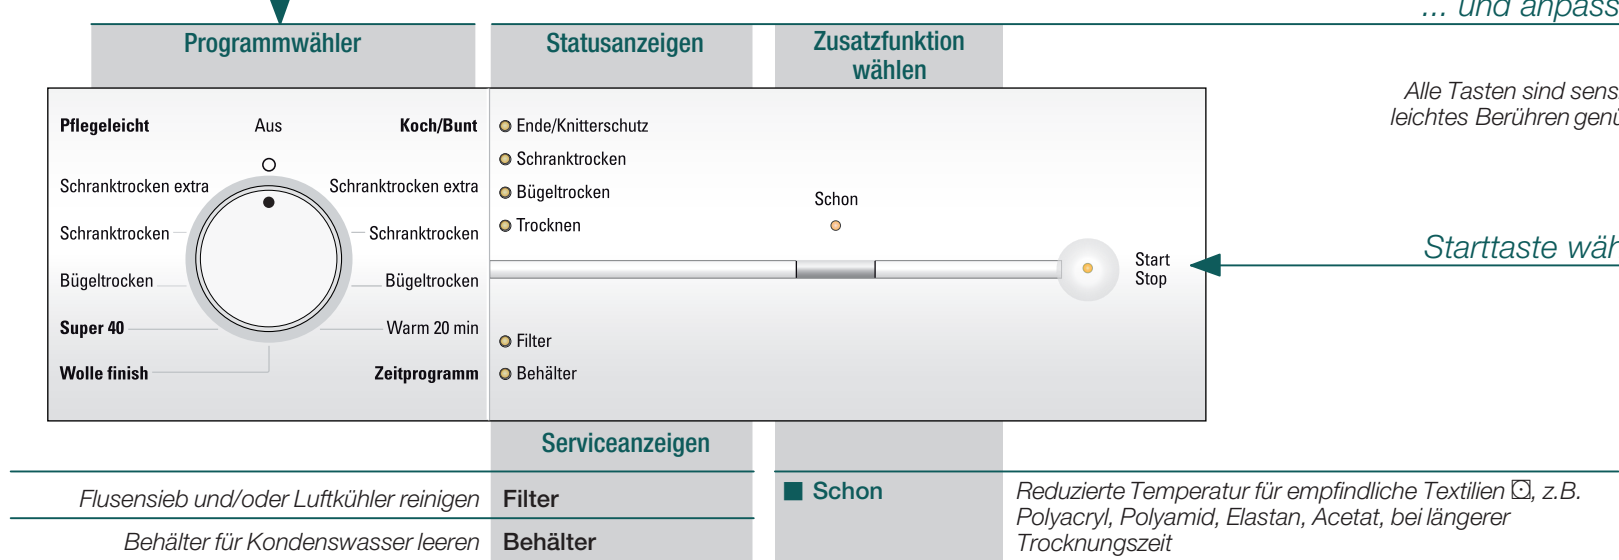 ... und anpass
Programmwähler
Statusanzeigen
Zusatzfunktion
wählen
Alle Tasten sind sens
leichtes Berühren genü
Pflegeleicht
Aus
Koch/Bunt
Schranktrocken extra
Schranktrocken extra
Schranktrocken
Schranktrocken
Bügeltrocken
Bügeltrocken
Super 40
Warm 20 min
Wolle finish
Zeitprogramm
Ende/Knitterschutz
Schranktrocken
Bügeltrocken
Trocknen
Schon
Start
Stop
Starttaste wäh
Filter
Behälter
Serviceanzeigen
Flusensieb und/oder Luftkühler reinigen Filter
Behälter für Kondenswasser leeren Behälter
Schon
Reduzierte Temperatur für empfindliche Textilien, z.B.
Polyacryl, Polyamid, Elastan, Acetat, bei längerer
Trocknungszeit